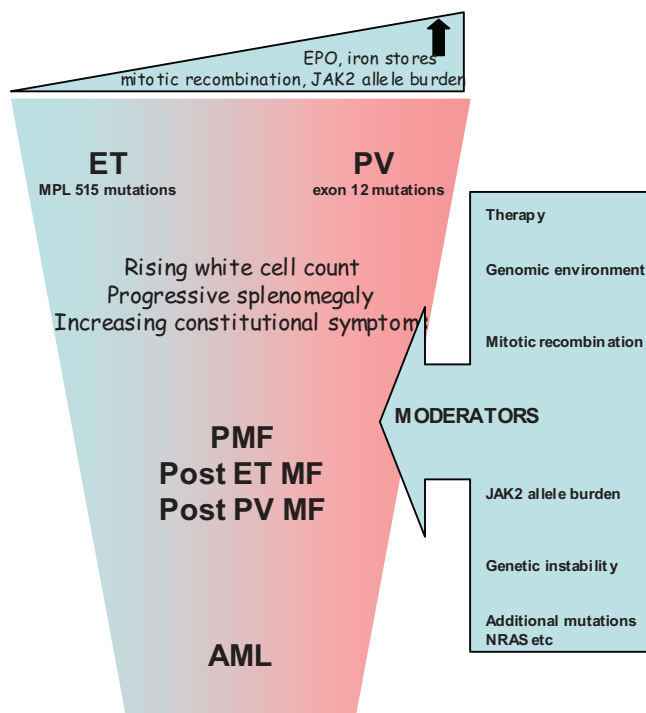 EPO, iron stores
mitotic recombination, JAK2 allele burden
ET
MPL 515 mutations
PV
exon 12 mutations
Rising white cell count
Progressive splenomegaly
Increasing constitutional symptoms
PMF
Post ET MF
Post PV MF
AML
Therapy
Genomic environment
Mitotic recombination
MODERATORS
JAK2 allele burden
Genetic instability
Additional mutations
NRAS etc